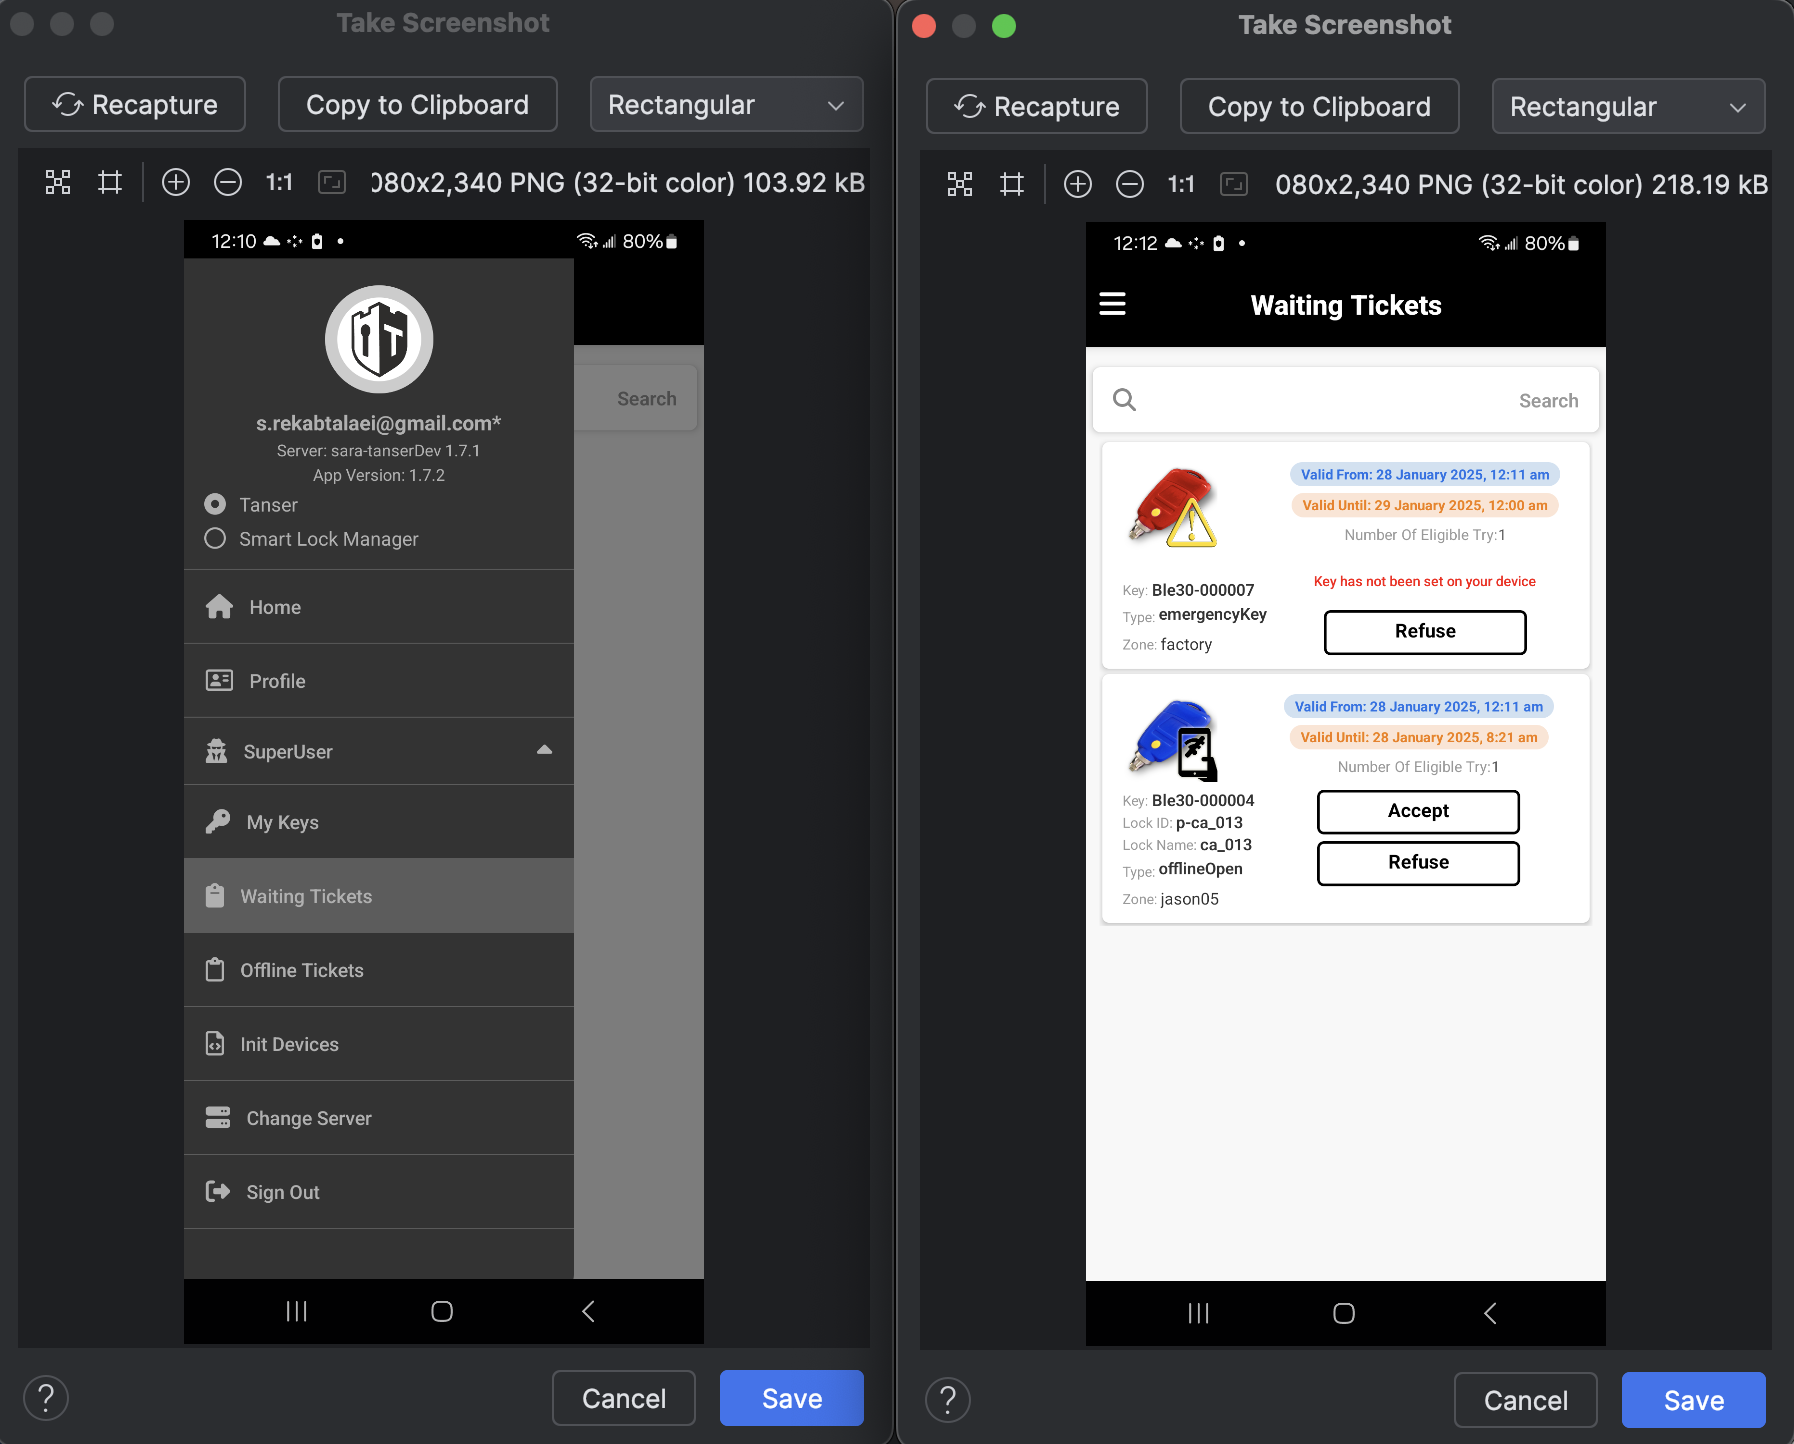 Take Screenshot
Recapture
Copy to Clipboard
Rectangular
1:1
080x2,340 PNG (32-bit color) 103.92 kB
12:10
80%
T
s.rekabtalaei@gmail.com*
Server: sara-tanserDev 1.7.1
App Version: 1.7.2
Tanser
Smart Lock Manager
Home
Profile
SuperUser
My Keys
Waiting Tickets
Offline Tickets
Init Devices
Change Server
Sign Out
Search
?
Cancel
Save
Take Screenshot
Recapture
Copy to Clipboard
Rectangular
1:1
080x2,340 PNG (32-bit color) 218.19 kB
12:12
80%
Waiting Tickets
Search
Valid From: 28 January 2025, 12:11 am
Valid Until: 29 January 2025, 12:00 am
Number Of Eligible Try:1
Key has not been set on your device
Key: Ble30-000007
Type: emergencyKey
Zone: factory
Refuse
Valid From: 28 January 2025, 12:11 am
Valid Until: 28 January 2025, 8:21 am
Number Of Eligible Try:1
Key: Ble30-000004
Lock ID: p-ca_013
Lock Name: ca_013
Type: offlineOpen
Zone: jason05
Accept
Refuse
?
Cancel
Save